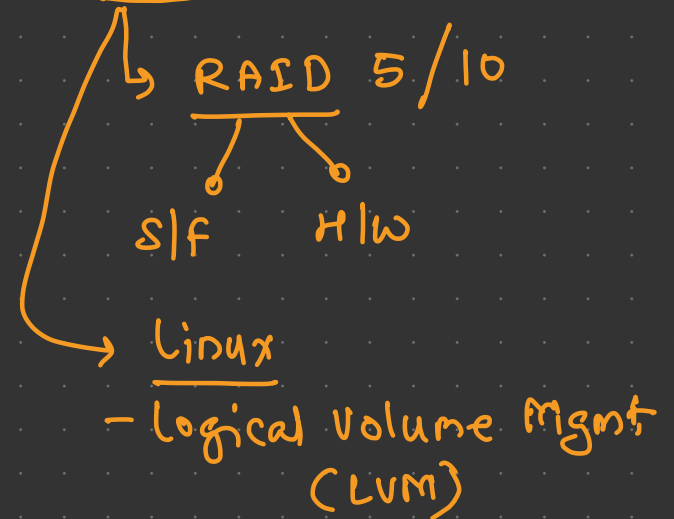 RAID 5/10
S/F H/W
Linux
- Logical Volume Mgmt
(LVM)